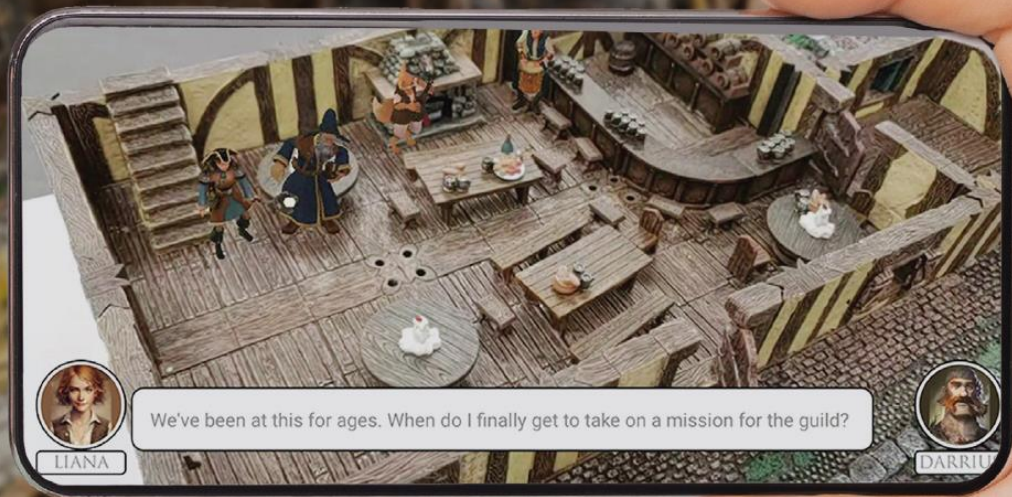 We've been at this for ages. When do I finally get to take on a mission for the guild?
LIANA
DARRIU